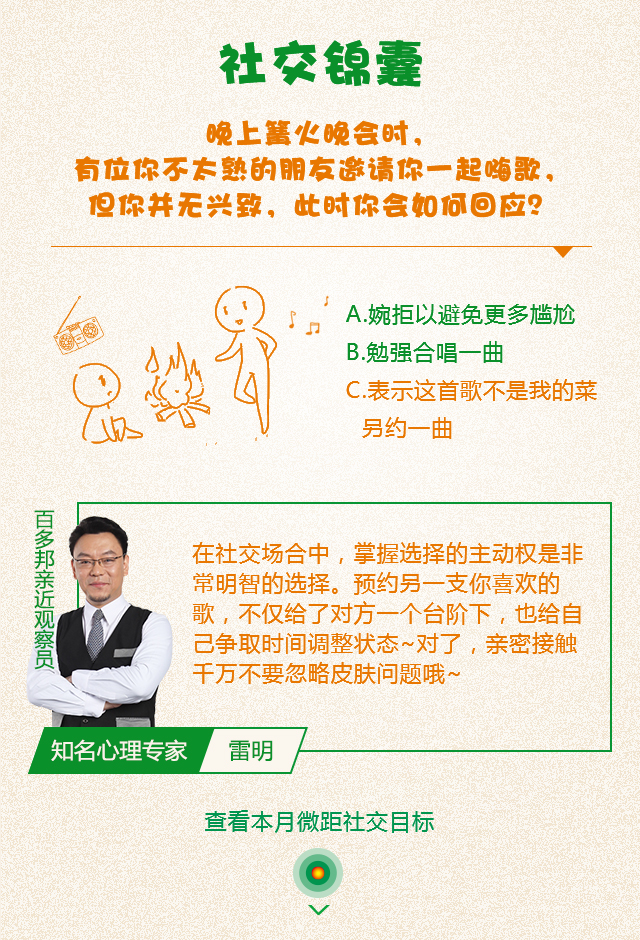 社交锦囊
晚上篝火晚会时，
有位你不太熟的朋友邀请你一起嗨歌，
但你并无兴致，此时你会如何回应？
A.婉拒以避免更多尴尬
B.勉强合唱一曲
C.表示这首歌不是我的菜
另约一曲
百多邦亲近观察员
在社交场合中，掌握选择的主动权是非
常明智的选择。预约另一支你喜欢的
歌，不仅给了对方一个台阶下，也给自
己争取时间调整状态~对了，亲密接触
千万不要忽略皮肤问题哦~
知名心理专家 雷明
查看本月微距社交目标